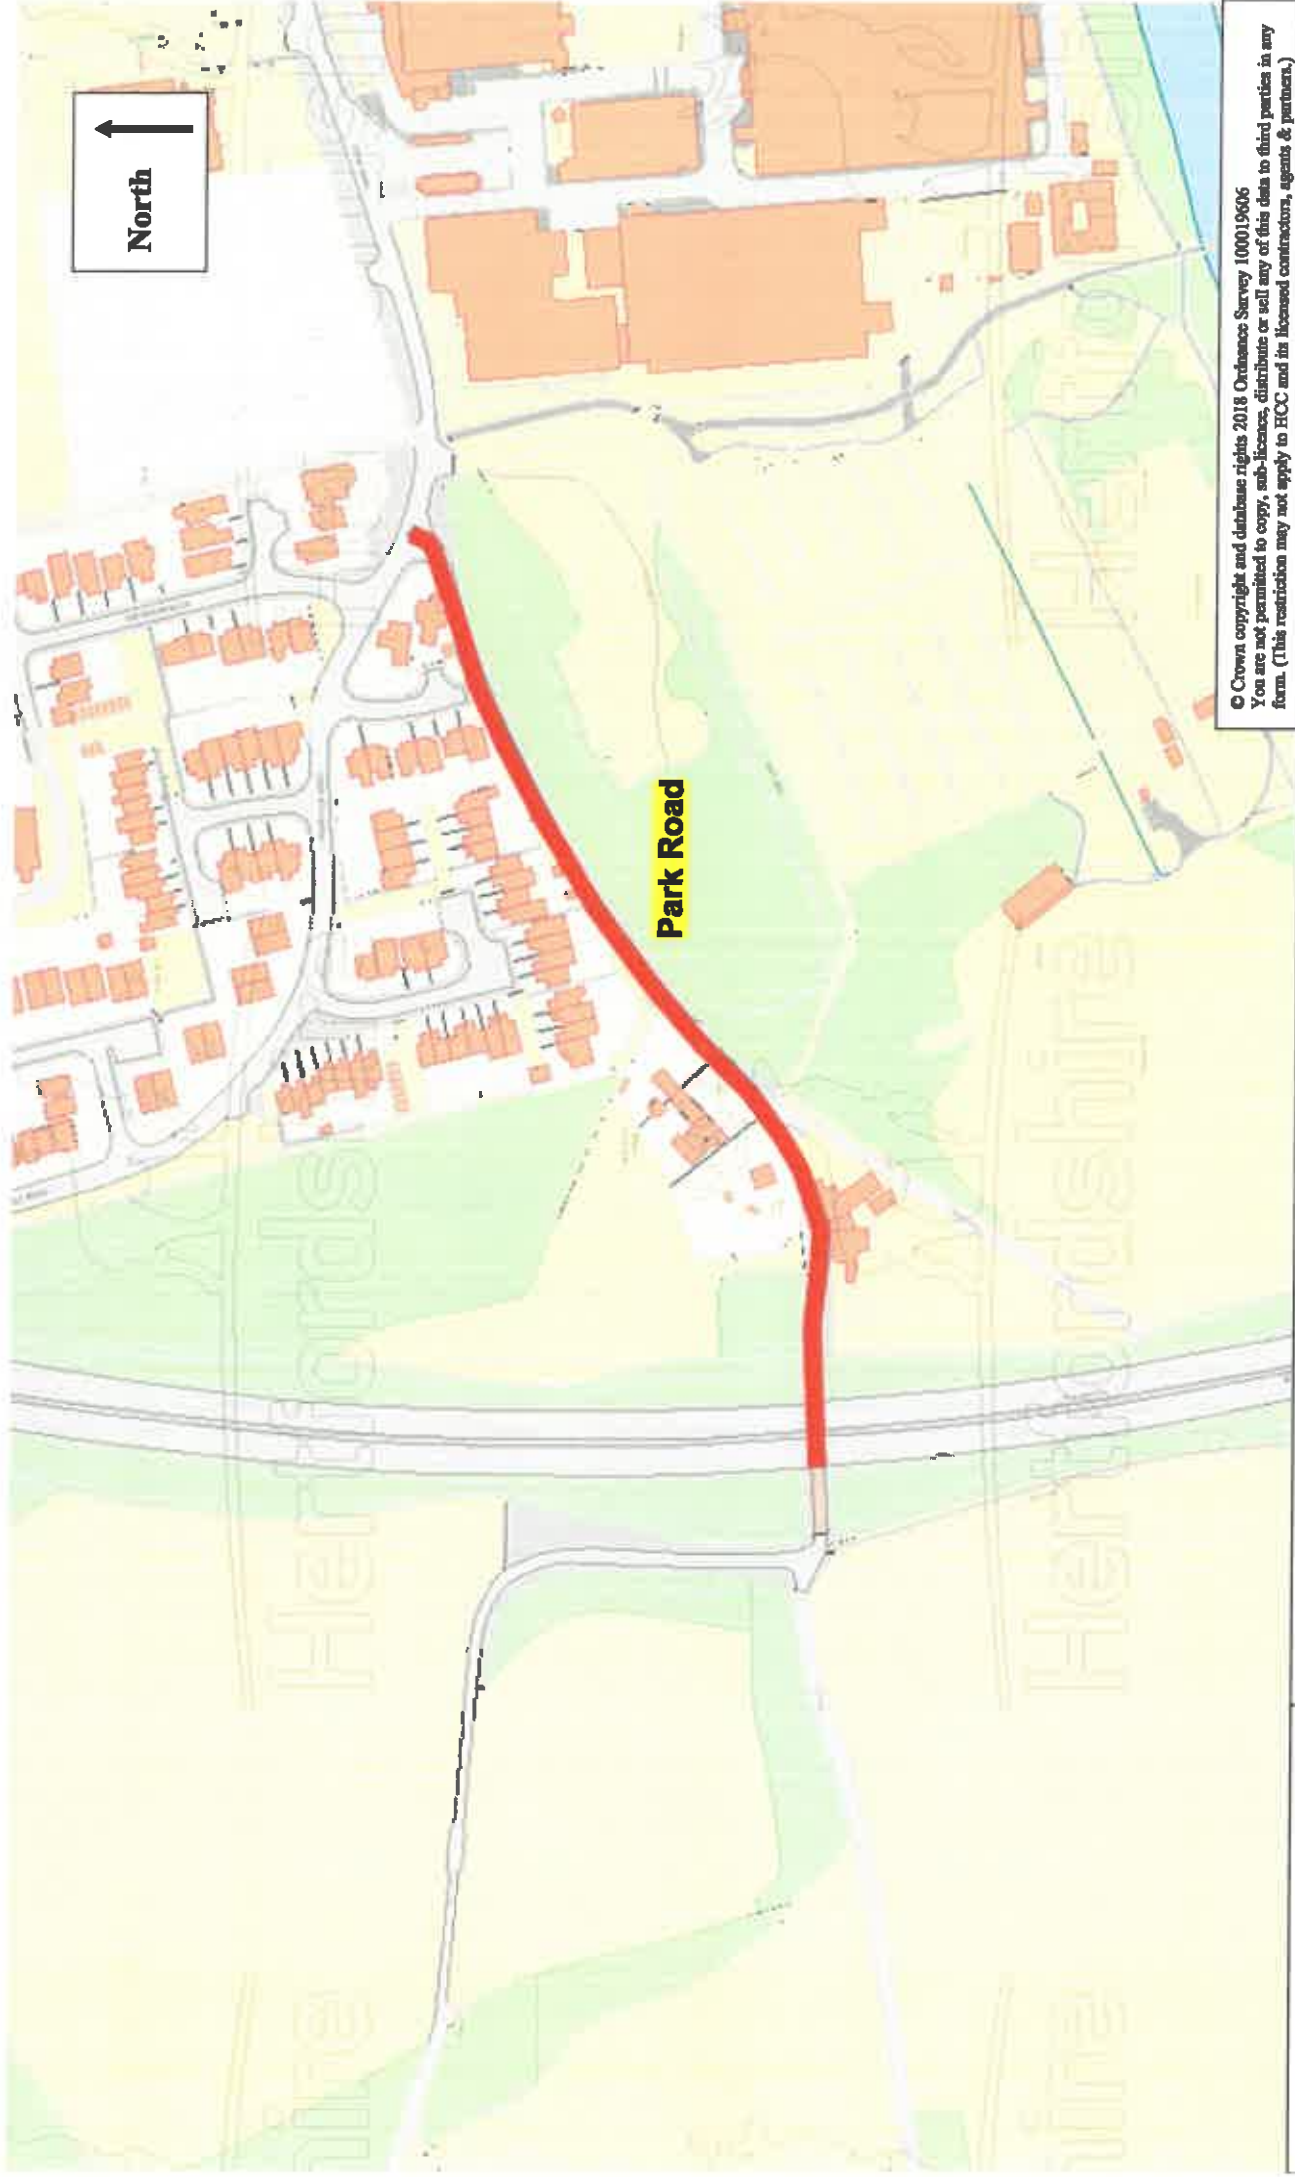 North
Park Road
Hertfordshire
Hertfordshire
© Crown copyright and database rights 2018 Ordnance Survey 100019606
You are not permitted to copy, sub-licence, distribute or sell any of this data to third parties in any
form. (This restriction may not apply to HCC and its licensed contractors, agents & partners.)